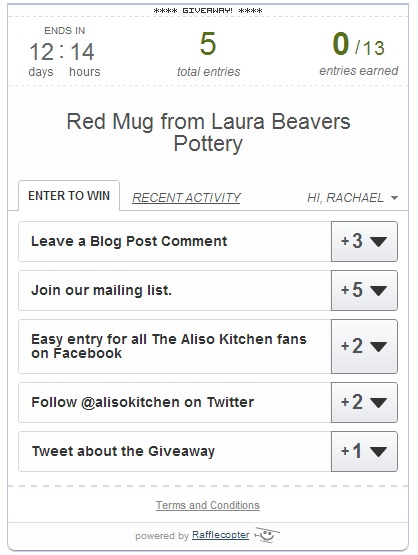 **** GIVEAWAY! ****
ENDS IN
12 : 14
days hours
5
total entries
0 / 13
entries earned
Red Mug from Laura Beavers
Pottery
ENTER TO WIN
RECENT ACTIVITY
HI, RACHAEL
Leave a Blog Post Comment
+3
Join our mailing list.
+5
Easy entry for all The Aliso Kitchen fans
on Facebook
+2
Follow @alisokitchen on Twitter
+2
Tweet about the Giveaway
+1
Terms and Conditions
powered by Rafflecopter